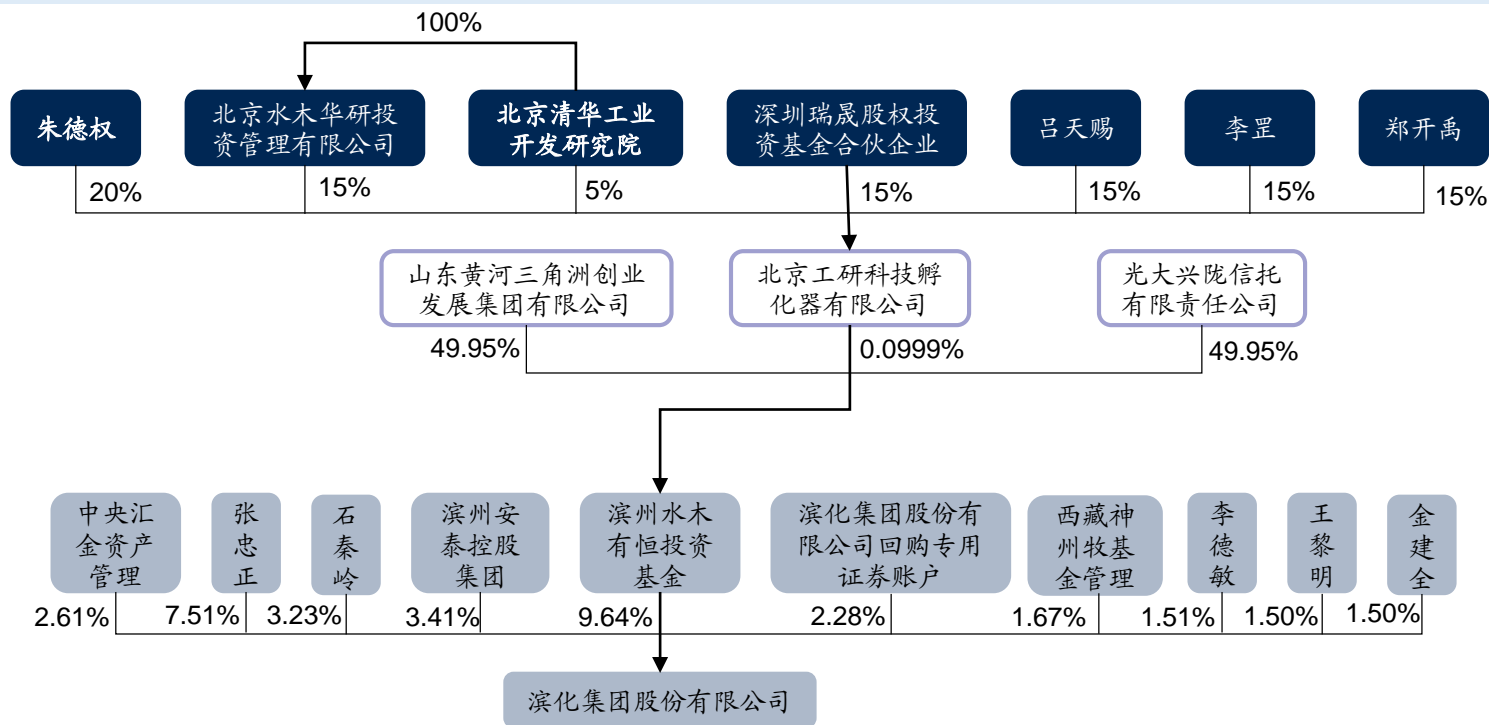 100%
朱德权
北京水木华研投
资管理有限公司
北京清华工业
开发研究院
深圳瑞晟股权投
资基金合伙企业
吕天赐
李罡
郑开禹
20%
15%
5%
15%
15%
15%
15%
山东黄河三角洲创业
发展集团有限公司
北京工研科技孵
化器有限公司
光大兴陇信托
有限责任公司
49.95%
0.0999%
49.95%
中央汇
金资产
管理
张
忠
正
石
秦
岭
滨州安
泰控股
集团
滨州水木
有恒投资
基金
滨化集团股份有
限公司回购专用
证券账户
西藏神
州牧基
金管理
李
德
敏
王
黎
明
金
建
全
2.61%
7.51%
3.23%
3.41%
9.64%
2.28%
1.67%
1.51%
1.50%
1.50%
滨化集团股份有限公司